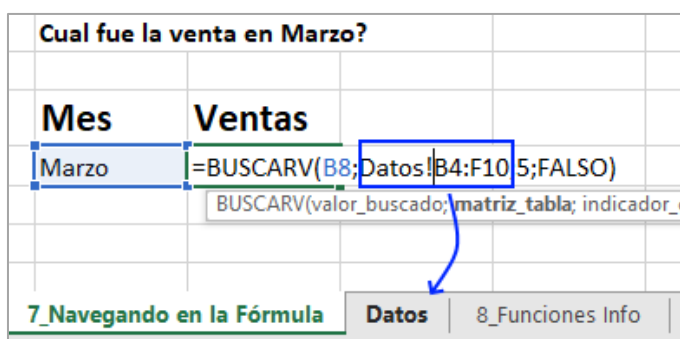 Cual fue la venta en Marzo?
Mes Ventas
Marzo =BUSCARV(B8;Datos!B4:F10 5;FALSO)
BUSCARV(valor_buscado; matriz_tabla; indicador_
7_Navegando en la Fórmula Datos 8_Funciones Info